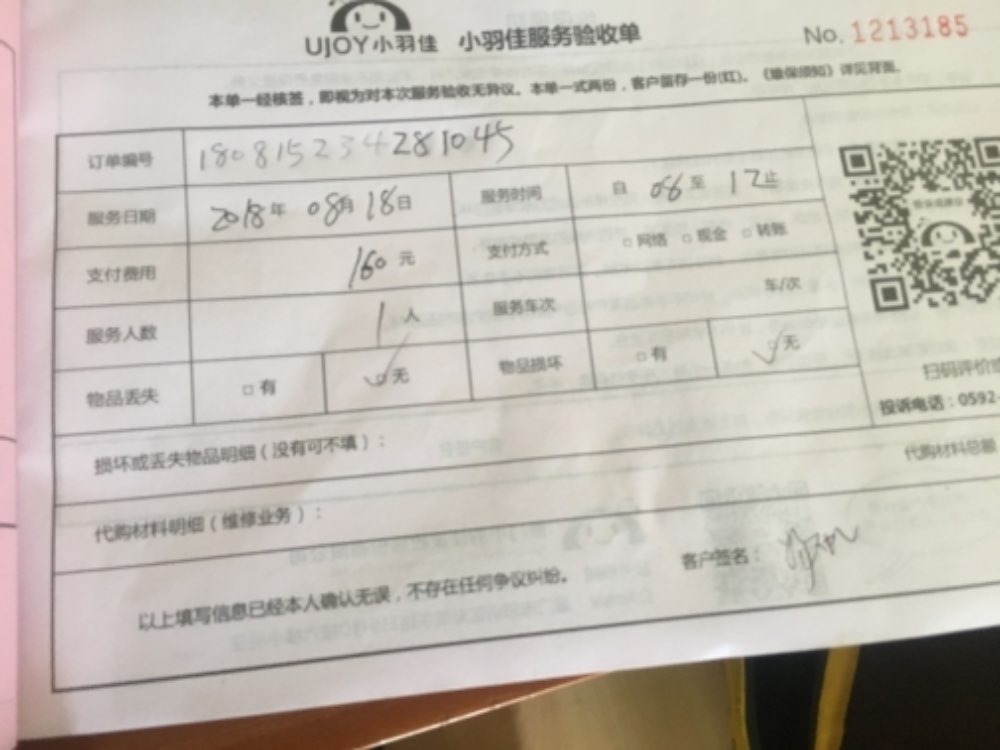 UJOY小羽佳 小羽佳服务验收单 No. 1213185
本单一经核签，即视为对本次服务验收无异议。本单一式两份，客户留存一份(红)。《维保须知》详见背面。
订单编号 180815234281045
服务日期 2018年 08月 18日 服务时间 自 08 至 12止
支付费用 160 元 支付方式 □网络 □现金 □转账
服务人数 1 人 服务车次 车/次
物品丢失 □有 □无 物品损坏 □有 □无
扫码评价
投诉电话：0592-
损坏或丢失物品明细（没有可不填）：
代购材料总额
代购材料明细（维修业务）：
以上填写信息已经本人确认无误，不存在任何争议纠纷。 客户签名：